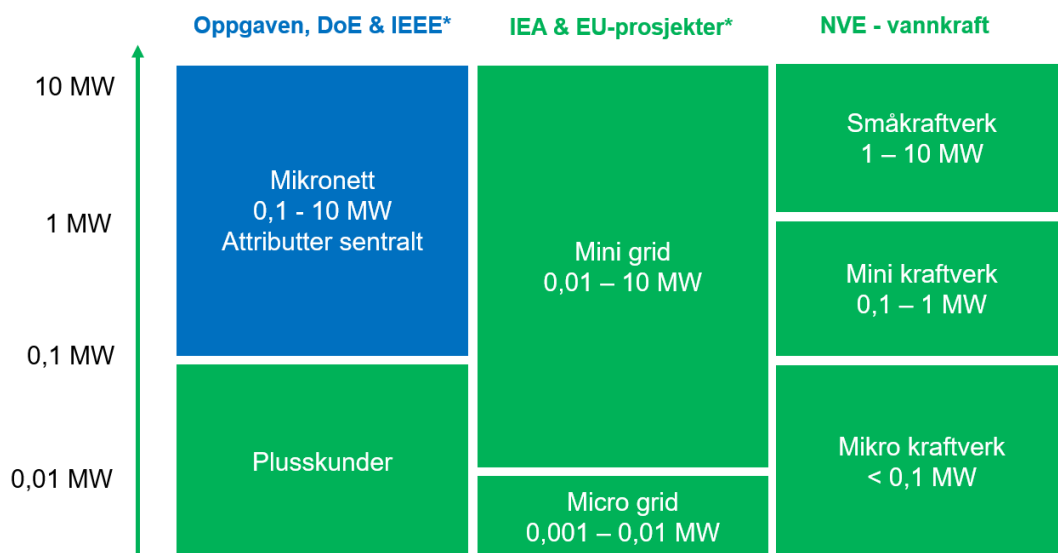 Oppgaven, DoE & IEEE*
IEA & EU-prosjekter*
NVE - vannkraft
10 MW
1 MW
0,1 MW
0,01 MW
Mikronett
0,1 - 10 MW
Attributter sentralt
Plusskunder
Mini grid
0,01 – 10 MW
Micro grid
0,001 – 0,01 MW
Småkraftverk
1 – 10 MW
Mini kraftverk
0,1 – 1 MW
Mikro kraftverk
< 0,1 MW